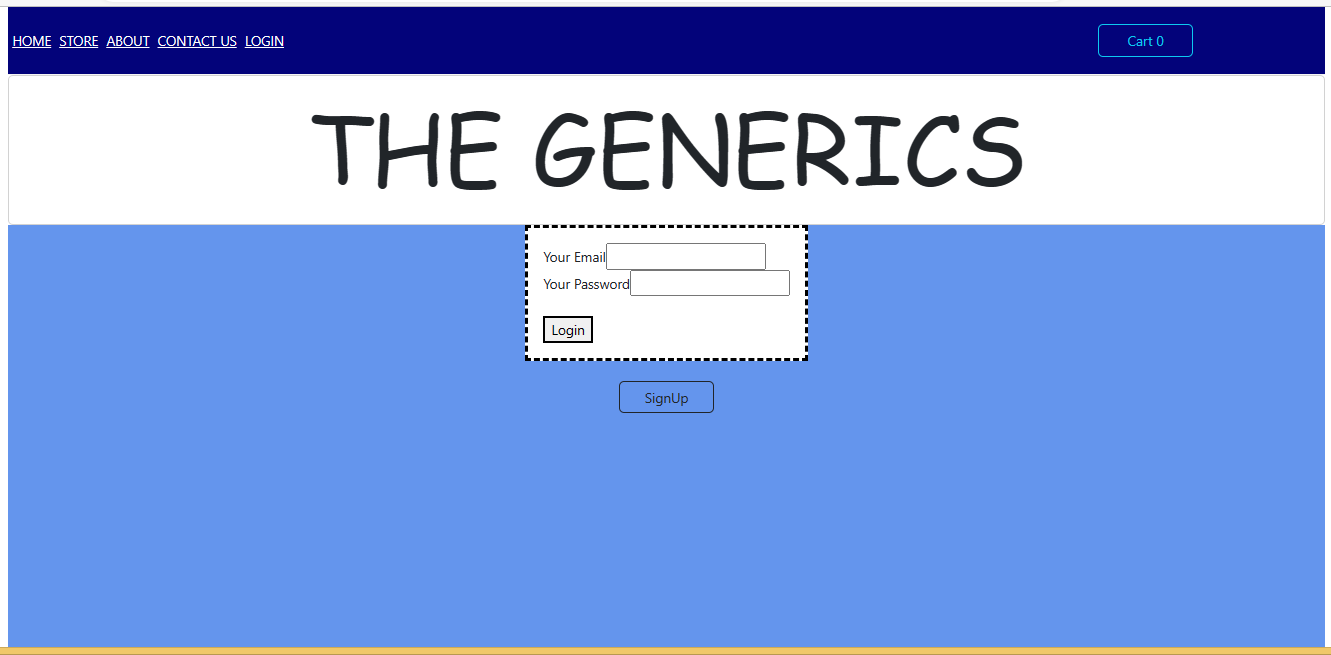 HOME STORE ABOUT CONTACT US LOGIN Cart 0
THE GENERICS
Your Email
Your Password
Login
SignUp